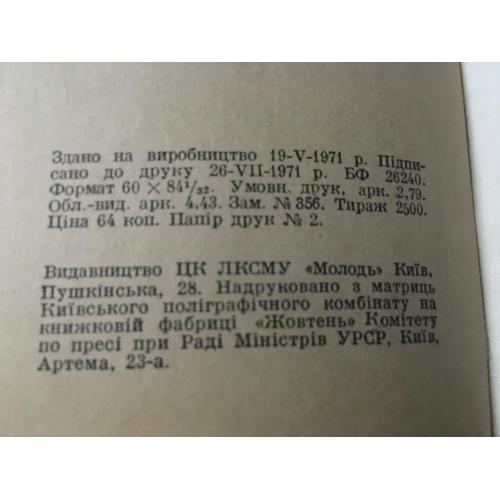 Здано на виробництво 19-V-1971 р. Підпи-
сано до друку 26-VII-1971 р. БФ 26240.
Формат 60 × 84¹/₃₂. Умовн. друк, арк. 2,79.
Обл.-вид. арк. 4,43. Зам. № 356. Тираж 2500.
Ціна 64 коп. Папір друк № 2.
Видавництво ЦК ЛКСМУ «Молодь» Київ,
Пушкінська, 28. Надруковано з матриць
Київського поліграфічного комбінату на
книжковій фабриці «Жовтень» Комітету
по пресі при Раді Міністрів УРСР, Київ,
Артема, 23-а.